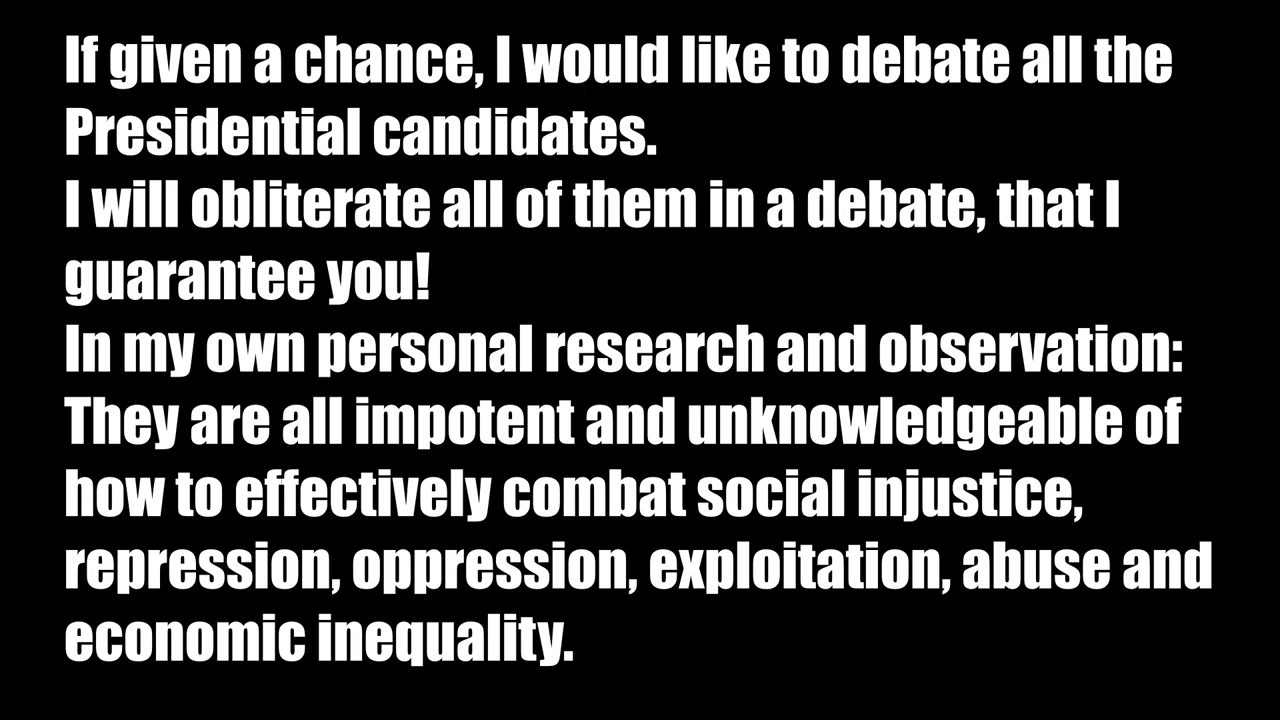 If given a chance, I would like to debate all the
Presidential candidates.
I will obliterate all of them in a debate, that I
guarantee you!
In my own personal research and observation:
They are all impotent and unknowledgeable of
how to effectively combat social injustice,
repression, oppression, exploitation, abuse and
economic inequality.